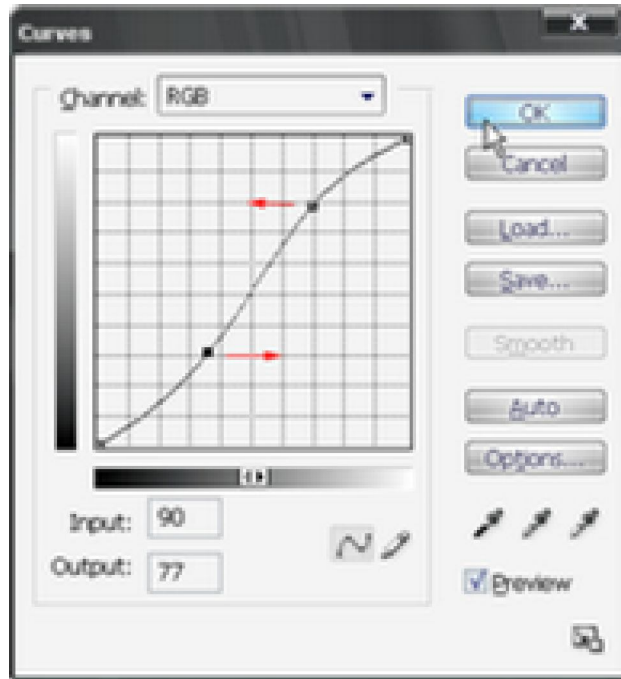 Curves
Channel: RGB
OK
Cancel
Load...
Save...
Smooth
Auto
Options...
Input: 90
Output: 77
Preview